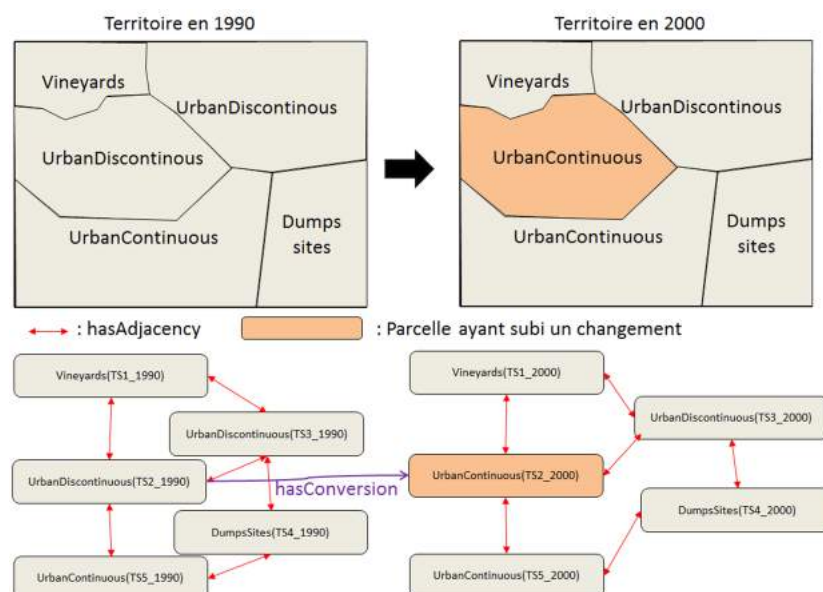 Territoire en 1990
Territoire en 2000
Vineyards
UrbanDiscontinous
UrbanDiscontinous
UrbanContinuous
Dumps
sites
Vineyards
UrbanDiscontinous
UrbanContinuous
UrbanContinuous
Dumps
sites
: hasAdjacency
: Parcelle ayant subi un changement
Vineyards(TS1_1990)
UrbanDiscontinuous(TS3_1990)
UrbanDiscontinuous(TS2_1990)
hasConversion
DumpsSites(TS4_1990)
UrbanContinuous(TS5_1990)
Vineyards(TS1_2000)
UrbanDiscontinuous(TS3_2000)
UrbanContinuous(TS2_2000)
DumpsSites(TS4_2000)
UrbanContinuous(TS5_2000)